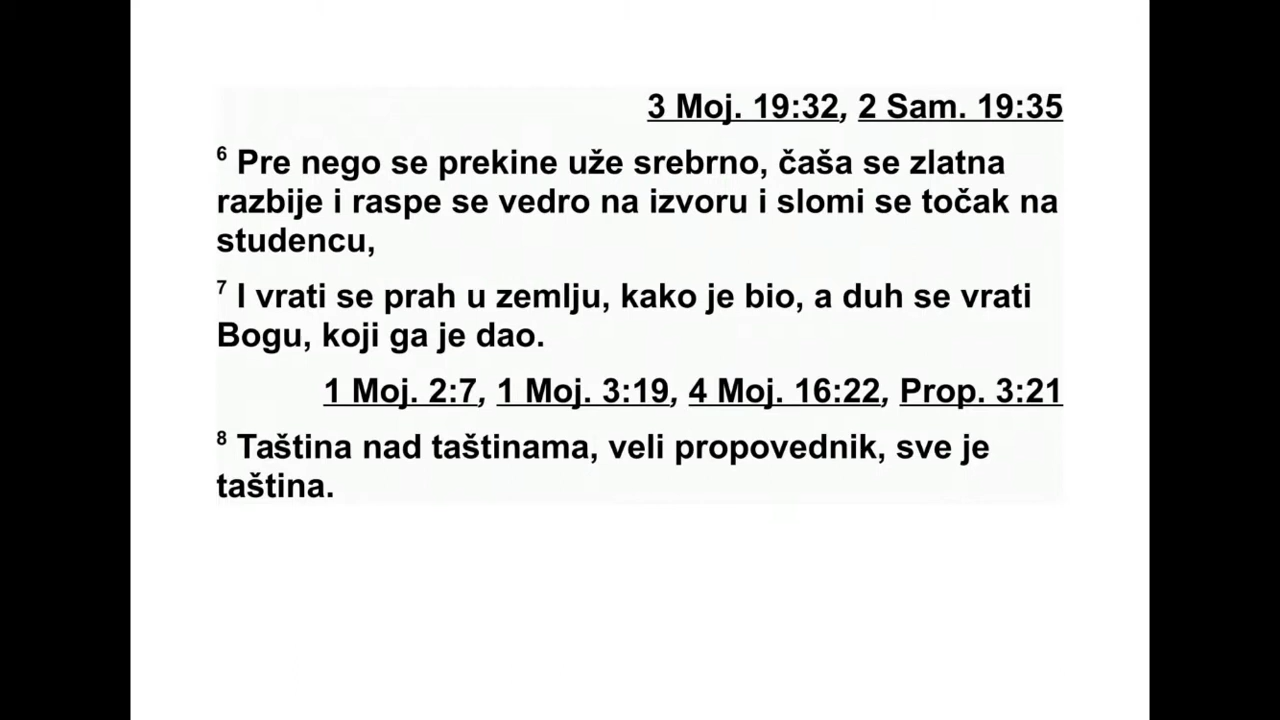 3 Moj. 19:32, 2 Sam. 19:35
6 Pre nego se prekine uže srebrno, čaša se zlatna
razbije i raspe se vedro na izvoru i slomi se točak na
studencu,
7 I vrati se prah u zemlju, kako je bio, a duh se vrati
Bogu, koji ga je dao.
1 Moj. 2:7, 1 Moj. 3:19, 4 Moj. 16:22, Prop. 3:21
8 Taština nad taštinama, veli propovednik, sve je
taština.